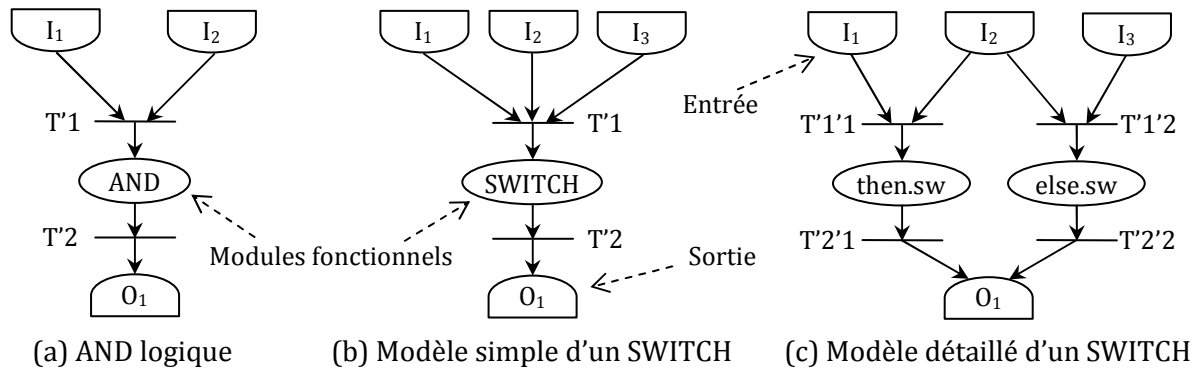 I₁ I₂ I₁ I₂ I₃ I₁ I₂ I₃
Entrée
T'1 T'1 T'1'1 T'1'2
AND SWITCH then.sw else.sw
T'2 Modules fonctionnels T'2 Sortie T'2'1 T'2'2
O₁ O₁ O₁
(a) AND logique (b) Modèle simple d'un SWITCH (c) Modèle détaillé d'un SWITCH